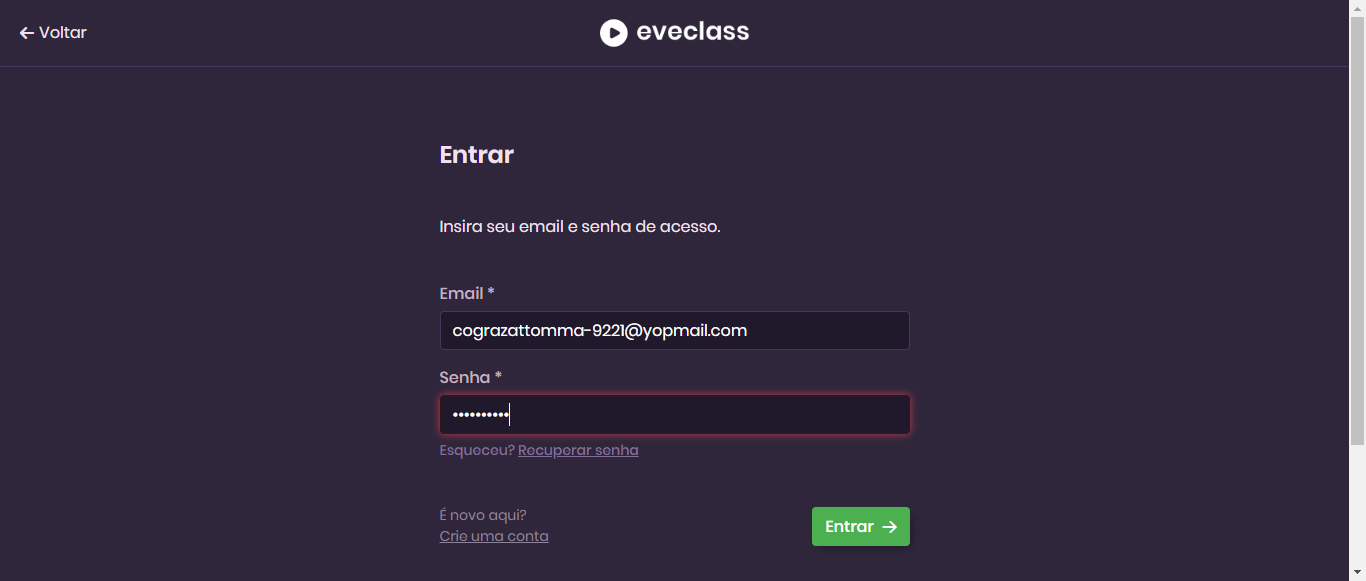 Voltar
eveclass
Entrar
Insira seu email e senha de acesso.
Email *
cograzattomma-9221@yopmail.com
Senha *
••••••••••
Esqueceu? Recuperar senha
É novo aqui?
Crie uma conta
Entrar